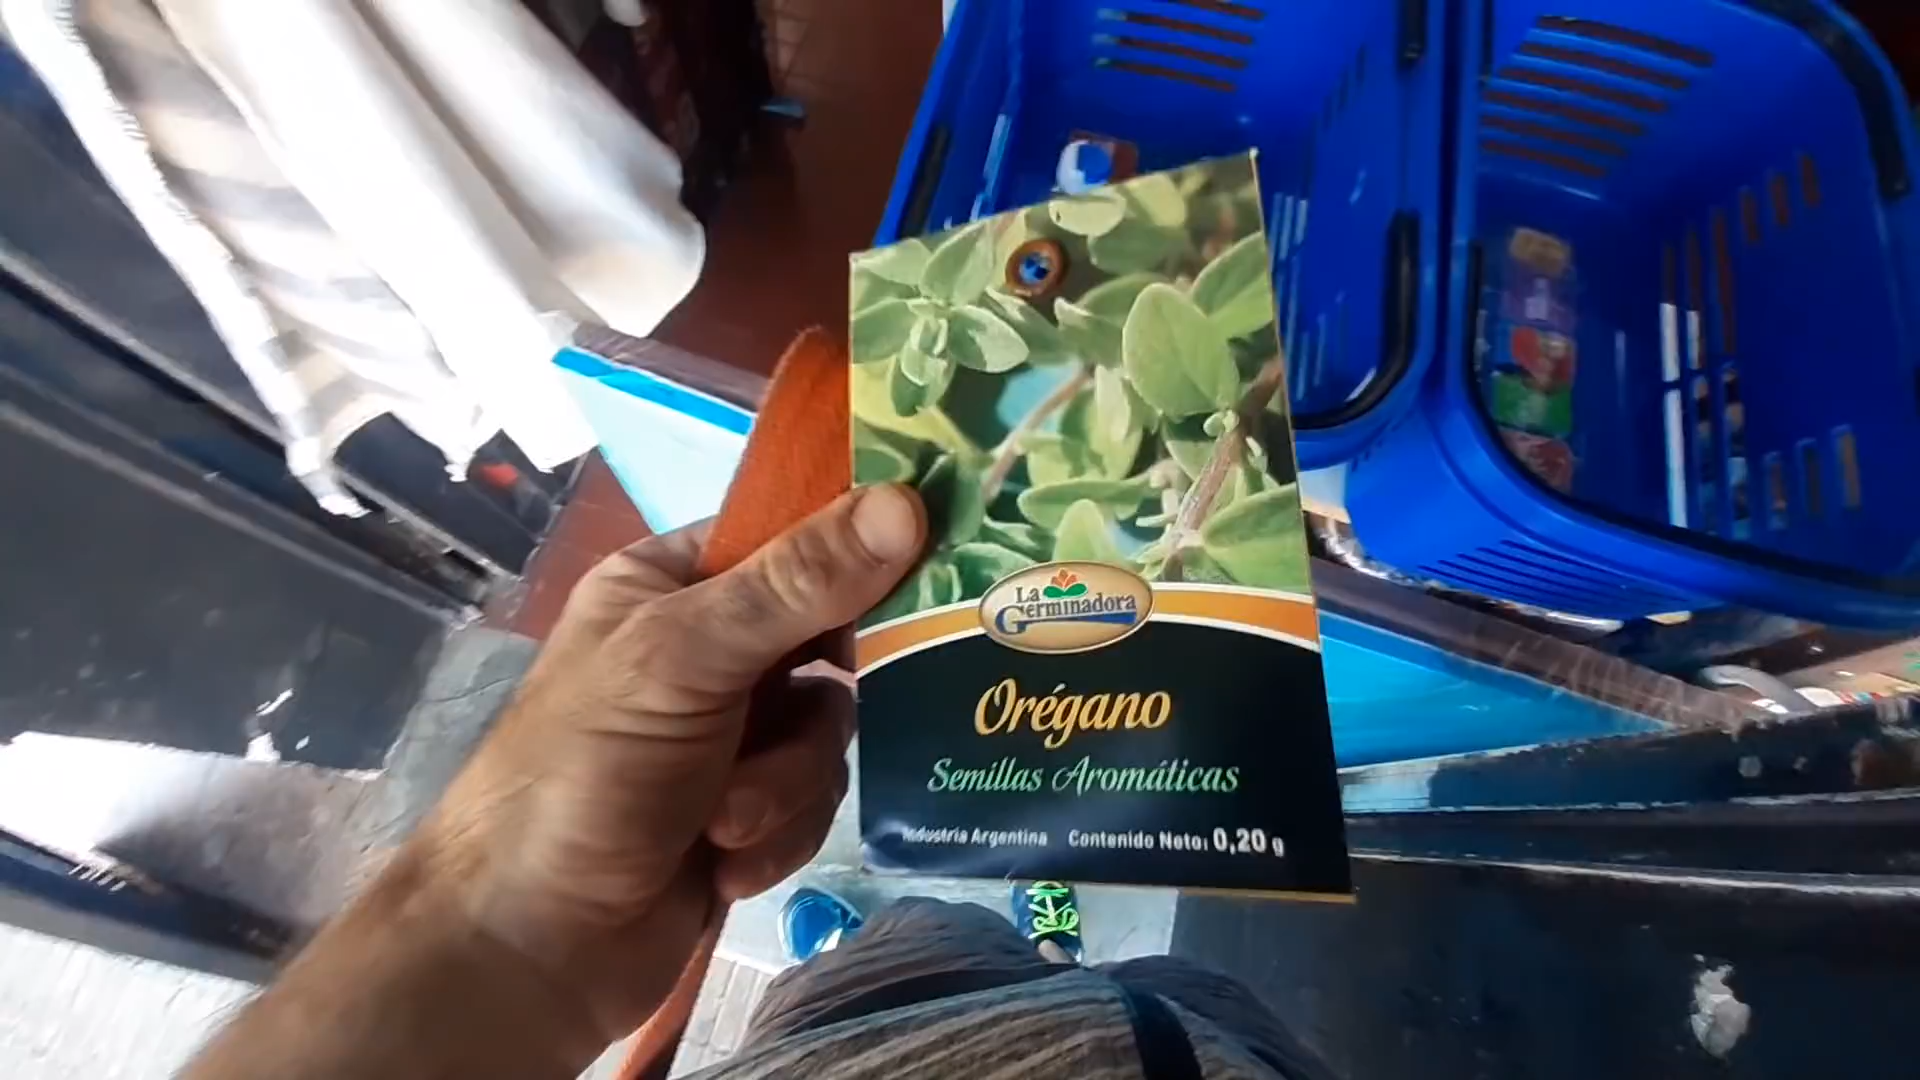 La
Germinadora
Orégano
Semillas Aromáticas
Industria Argentina Contenido Neto: 0,20 g